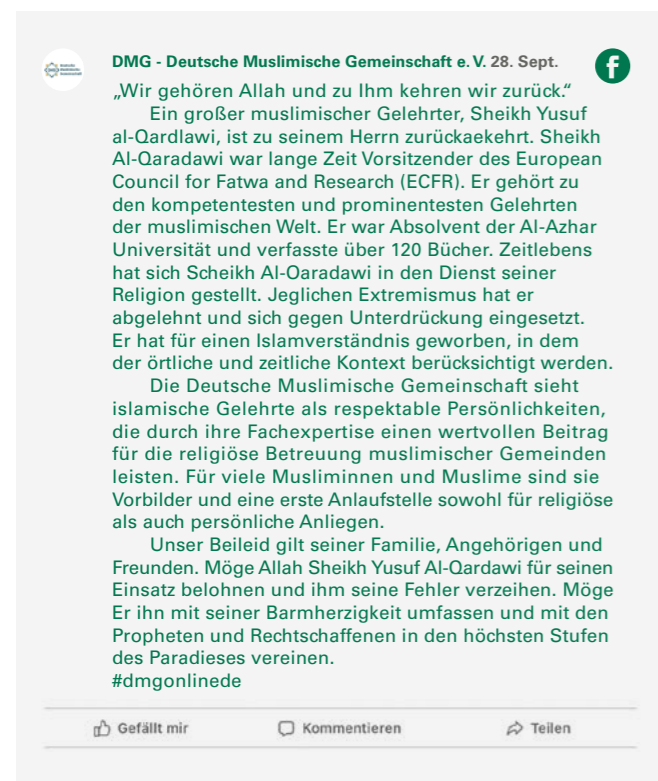 DMG - Deutsche Muslimische Gemeinschaft e. V. 28. Sept.
„Wir gehören Allah und zu Ihm kehren wir zurück.“
Ein großer muslimischer Gelehrter, Sheikh Yusuf
al-Qardlawi, ist zu seinem Herrn zurückaekehrt. Sheikh
Al-Qaradawi war lange Zeit Vorsitzender des European
Council for Fatwa and Research (ECFR). Er gehört zu
den kompetentesten und prominentesten Gelehrten
der muslimischen Welt. Er war Absolvent der Al-Azhar
Universität und verfasste über 120 Bücher. Zeitlebens
hat sich Scheikh Al-Oaradawi in den Dienst seiner
Religion gestellt. Jeglichen Extremismus hat er
abgelehnt und sich gegen Unterdrückung eingesetzt.
Er hat für einen Islamverständnis geworben, in dem
der örtliche und zeitliche Kontext berücksichtigt werden.
Die Deutsche Muslimische Gemeinschaft sieht
islamische Gelehrte als respektable Persönlichkeiten,
die durch ihre Fachexpertise einen wertvollen Beitrag
für die religiöse Betreuung muslimischer Gemeinden
leisten. Für viele Musliminnen und Muslime sind sie
Vorbilder und eine erste Anlaufstelle sowohl für religiöse
als auch persönliche Anliegen.
Unser Beileid gilt seiner Familie, Angehörigen und
Freunden. Möge Allah Sheikh Yusuf Al-Qardawi für seinen
Einsatz belohnen und ihm seine Fehler verzeihen. Möge
Er ihn mit seiner Barmherzigkeit umfassen und mit den
Propheten und Rechtschaffenen in den höchsten Stufen
des Paradieses vereinen.
#dmgonlinede
Gefällt mir Kommentieren Teilen